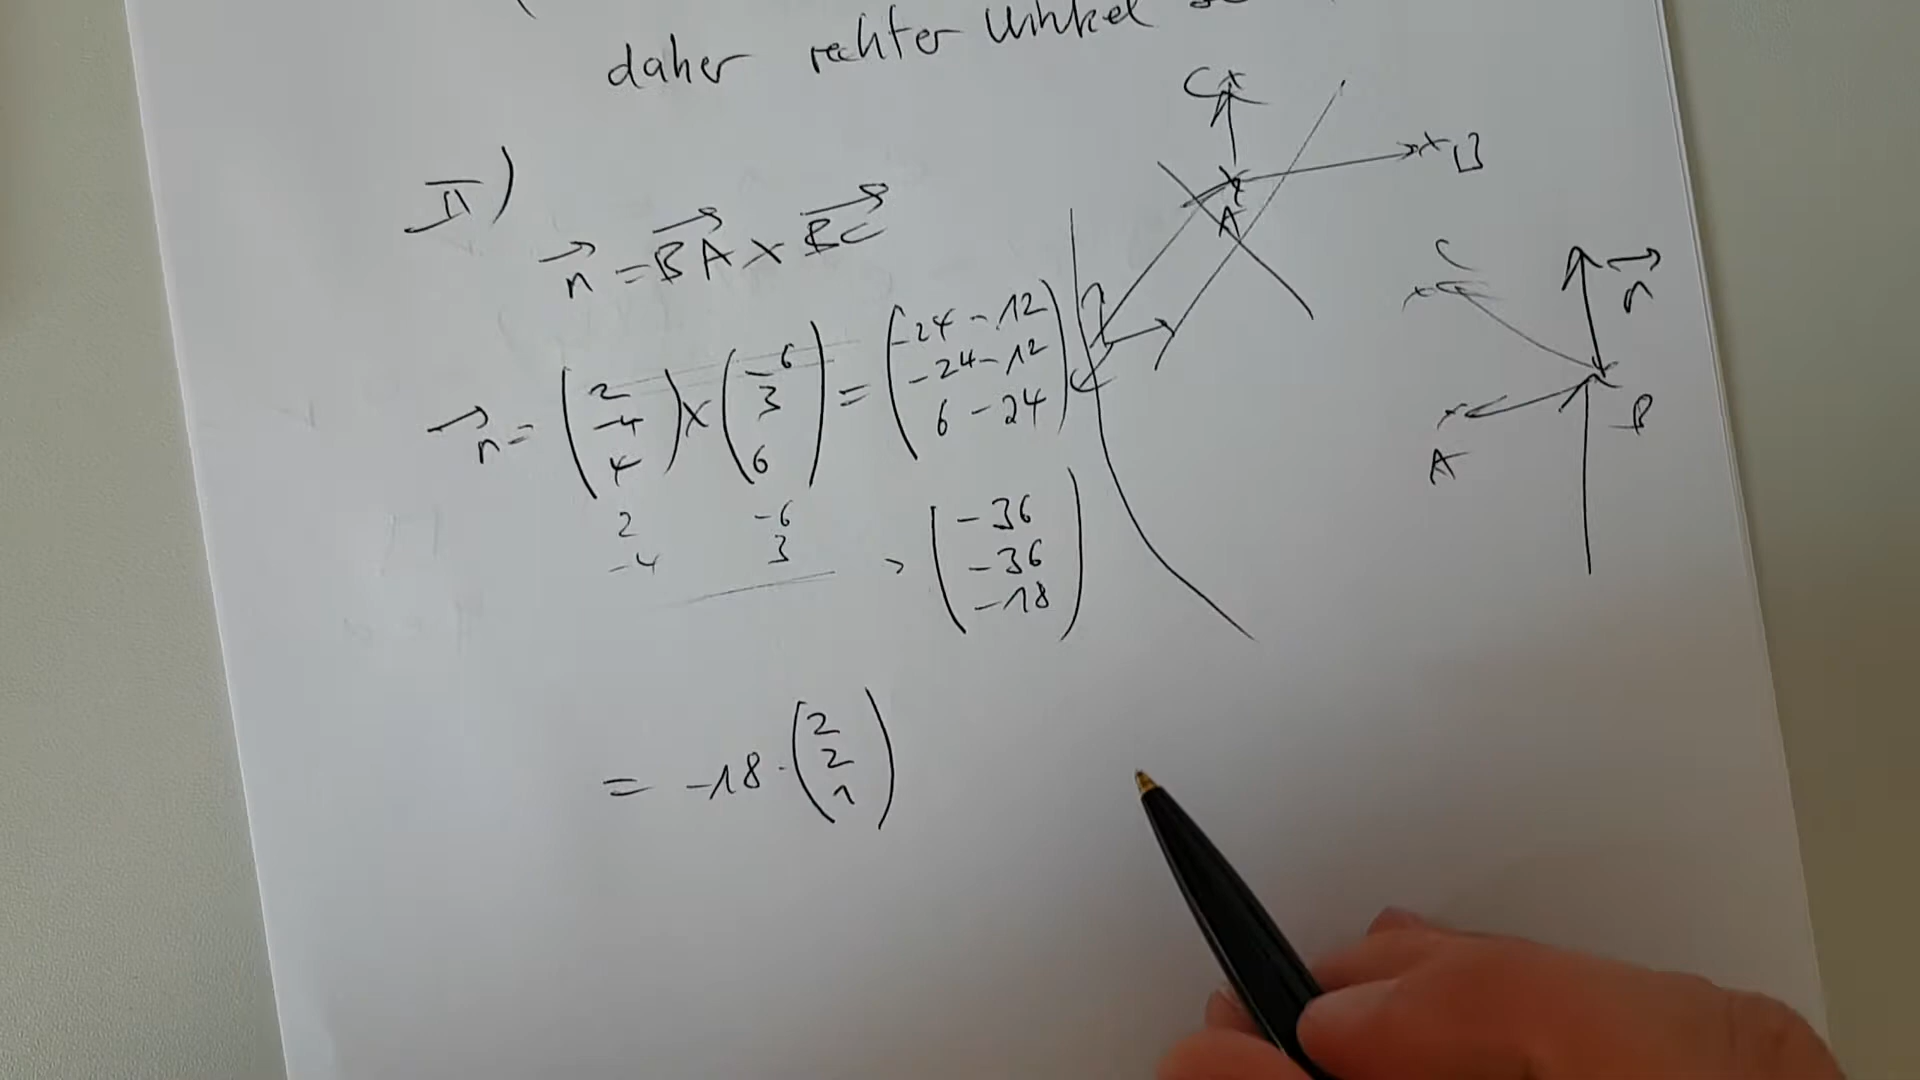 daher rechter Winkel
II)
n = BA x BC
n = (2 -4 4) x (-6 3 6) = (-24 - 12 -24 - 12 6 - 24)
2 -6
-4 3
(-36 -36 -18)
= -18 · (2 2 1)
C
B
A
C
n
B
A